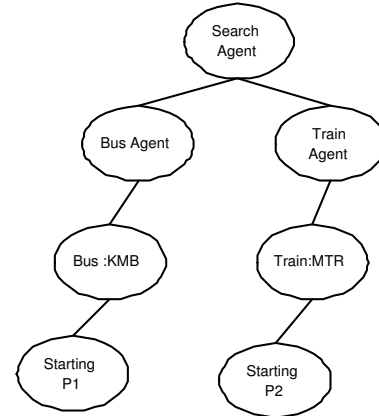 Search
Agent
Bus Agent
Train
Agent
Bus :KMB
Train:MTR
Starting
P1
Starting
P2